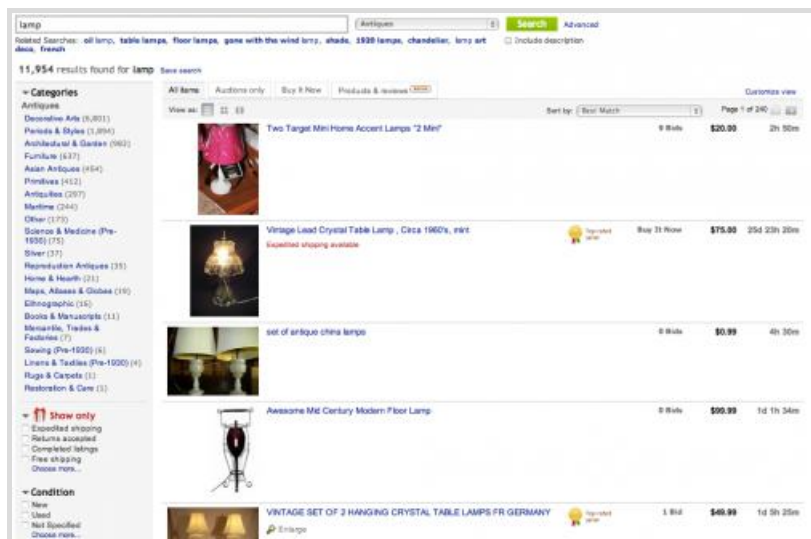 lamp
Antiques
Search
Advanced
Related Searches: oil lamp, table lamps, floor lamps, gone with the wind lamp, shade, 1930 lamps, chandelier, lamp art
deco, french
Include description
11,954 results found for lamp Save search
Categories
Antiques
Decorative Arts (6,801)
Periods & Styles (1,894)
Architectural & Garden (982)
Furniture (637)
Asian Antiques (454)
Primitives (412)
Antiquities (297)
Maritime (244)
Other (173)
Science & Medicine (Pre-
1930) (75)
Silver (37)
Reproduction Antiques (35)
Home & Hearth (21)
Maps, Atlases & Globes (19)
Ethnographic (16)
Books & Manuscripts (11)
Mercantile, Trades &
Factories (7)
Sewing (Pre-1930) (6)
Linens & Textiles (Pre-1930) (4)
Rugs & Carpets (1)
Restoration & Care (1)
Show only
Expedited shipping
Returns accepted
Completed listings
Free shipping
Choose more...
Condition
New
Used
Not Specified
Choose more...
All items Auctions only Buy It Now Products & reviews
Customize view
View as:
Sort by: Best Match
Page 1 of 240
Two Target Mini Home Accent Lamps "2 Mini" 9 Bids $20.00 2h 50m
Vintage Lead Crystal Table Lamp , Circa 1960's, mint Top-rated seller Buy It Now $75.00 25d 23h 20m
Expedited shipping available
set of antique china lamps 0 Bids $0.99 4h 30m
Awesome Mid Century Modern Floor Lamp 0 Bids $99.99 1d 1h 34m
VINTAGE SET OF 2 HANGING CRYSTAL TABLE LAMPS FR GERMANY Top-rated seller 1 Bid $49.99 1d 5h 25m
Enlarge